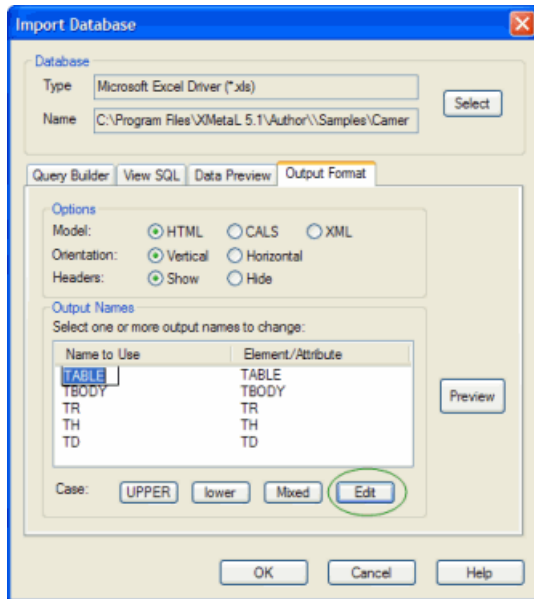 Import Database
Database
Type Microsoft Excel Driver (*.xls)
Name C:\Program Files\XMetaL 5.1\Author\\Samples\Camer
Select
Query Builder View SQL Data Preview Output Format
Options
Model: HTML CALS XML
Orientation: Vertical Horizontal
Headers: Show Hide
Output Names
Select one or more output names to change:
Name to Use Element/Attribute
TABLE TABLE
TBODY TBODY
TR TR
TH TH
TD TD
Preview
Case: UPPER lower Mixed Edit
OK Cancel Help